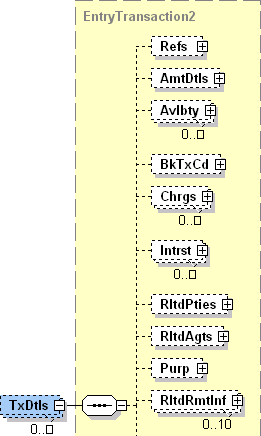 EntryTransaction2
Refs
AmtDtls
Avlbty
0..
BkTxCd
Chrgs
0..
Intrst
0..
RltdPties
RltdAgts
Purp
TxDtls
RltdRmtInf
0..
0..10